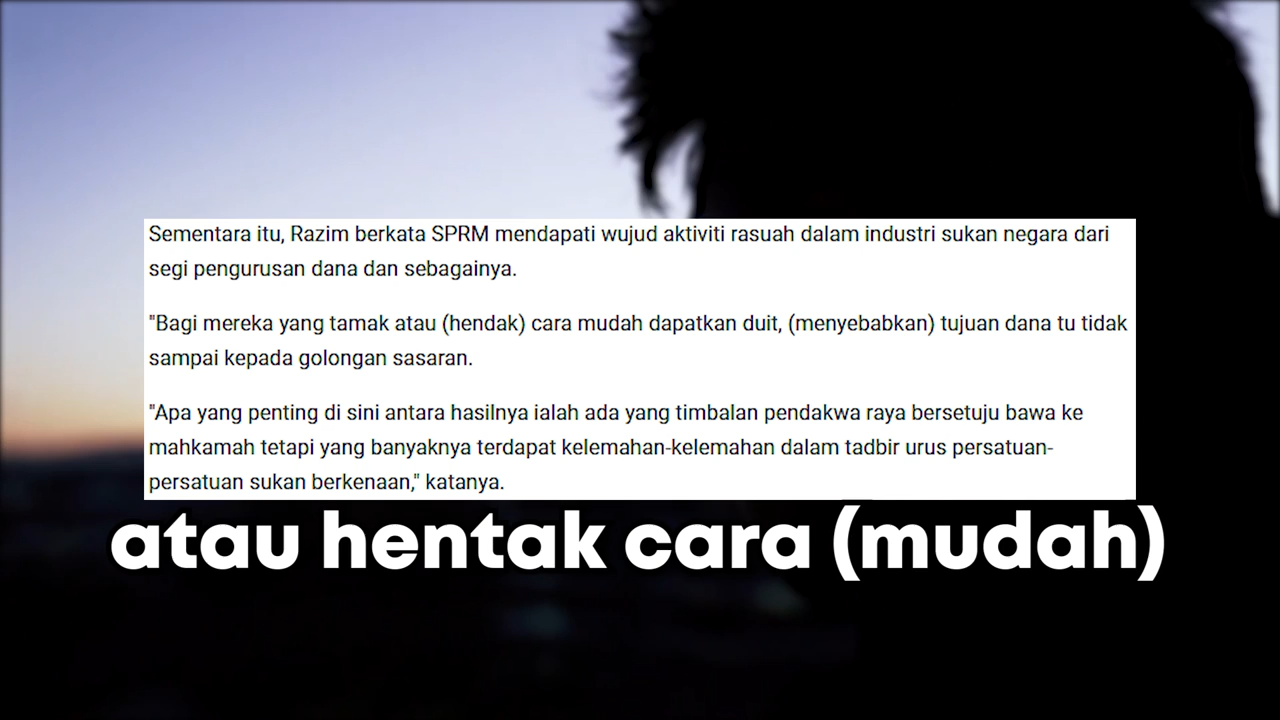 Sementara itu, Razim berkata SPRM mendapati wujud aktiviti rasuah dalam industri sukan negara dari
segi pengurusan dana dan sebagainya.
"Bagi mereka yang tamak atau (hendak) cara mudah dapatkan duit, (menyebabkan) tujuan dana tu tidak
sampai kepada golongan sasaran.
"Apa yang penting di sini antara hasilnya ialah ada yang timbalan pendakwa raya bersetuju bawa ke
mahkamah tetapi yang banyaknya terdapat kelemahan-kelemahan dalam tadbir urus persatuan-
persatuan sukan berkenaan," katanya.
atau hentak cara (mudah)